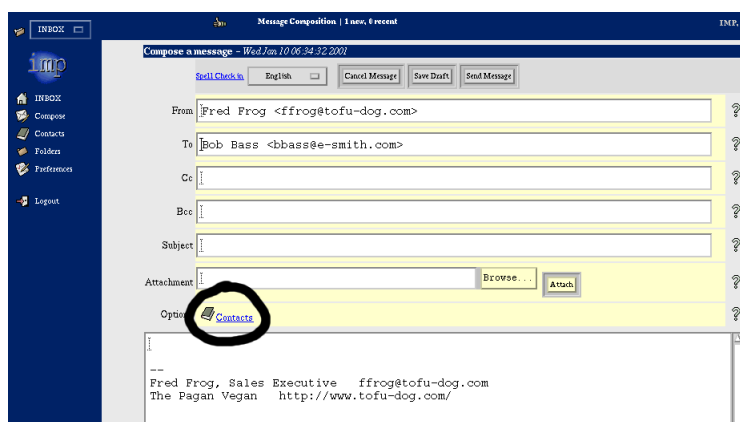 INBOX
Message Composition | 1 new, 0 recent
IMP.
Compose a message - Wed Jan 10 06:34:32 2001
imp
Spell Check in English Cancel Message Save Draft Send Message
INBOX
Compose
Contacts
Folders
Preferences
Logout
From Fred Frog <ffrog@tofu-dog.com> ?
To Bob Bass <bbass@e-smith.com> ?
Cc ?
Bcc ?
Subject ?
Attachment Browse... Attach ?
Contacts ?
--
Fred Frog, Sales Executive ffrog@tofu-dog.com
The Pagan Vegan http://www.tofu-dog.com/